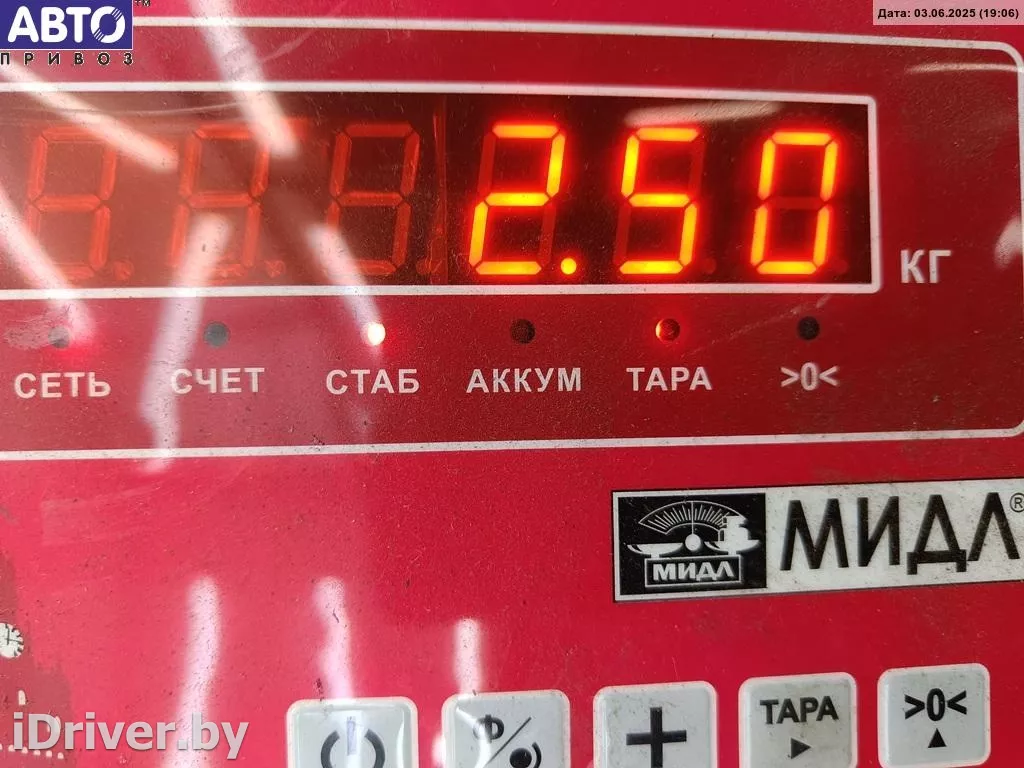 АВТО™
ПРИВОЗ
Дата: 03.06.2025 (19:06)
2.50
КГ
СЕТЬ СЧЕТ СТАБ АККУМ ТАРА >0<
МИДЛ МИДЛ®
Ф/
+
ТАРА
>0<
iDriver.by